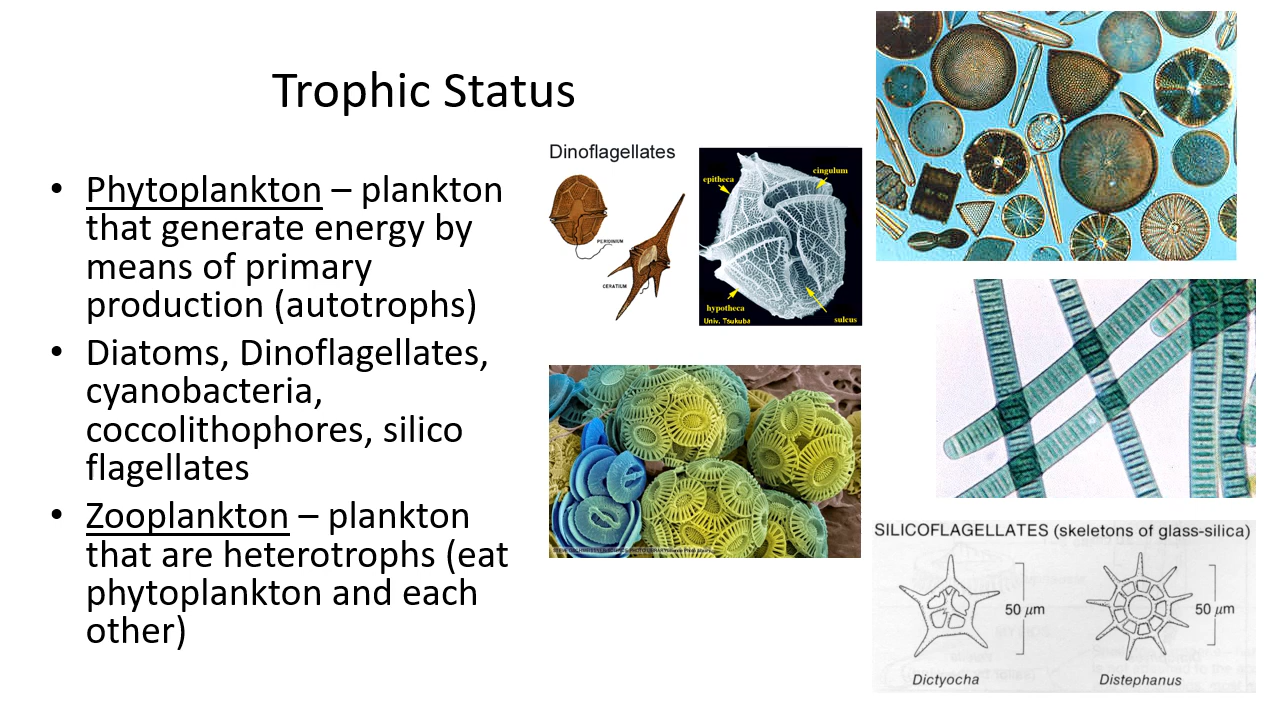 Trophic Status
• Phytoplankton – plankton
that generate energy by
means of primary
production (autotrophs)
• Diatoms, Dinoflagellates,
cyanobacteria,
coccolithophores, silico
flagellates
• Zooplankton – plankton
that are heterotrophs (eat
phytoplankton and each
other)
Dinoflagellates
PERIDINIUM
CERATIUM
epitheca
cingulum
hypotheca
sulcus
Univ. Tsukuba
SILICOFLAGELLATES (skeletons of glass-silica)
50 µm
50 µm
Dictyocha
Distephanus